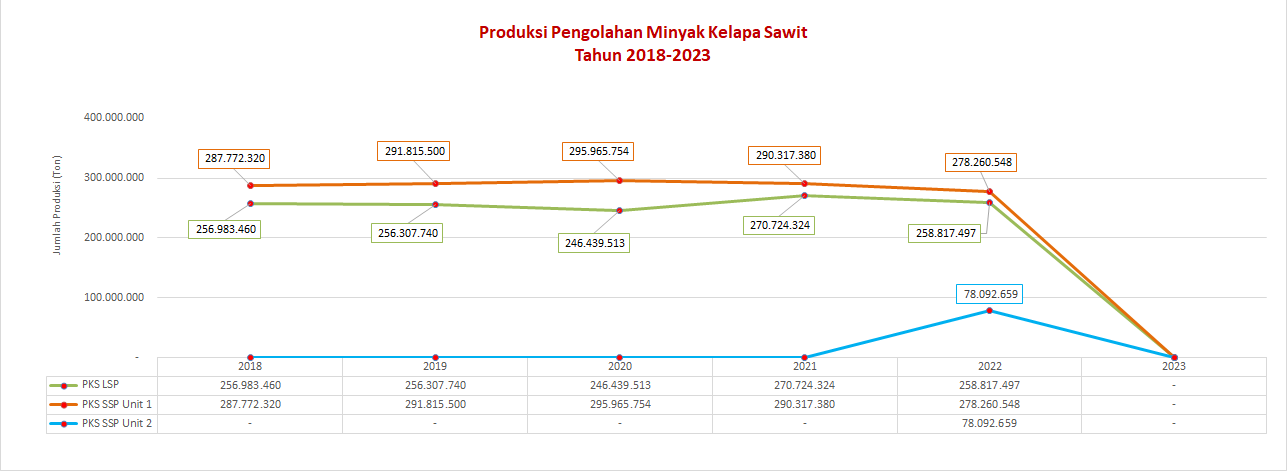 Produksi Pengolahan Minyak Kelapa Sawit
Tahun 2018-2023
Jumlah Produksi (Ton)
400.000.000
300.000.000
200.000.000
100.000.000
-
287.772.320
291.815.500
295.965.754
290.317.380
278.260.548
256.983.460
256.307.740
246.439.513
270.724.324
258.817.497
78.092.659
2018 2019 2020 2021 2022 2023
PKS LSP 256.983.460 256.307.740 246.439.513 270.724.324 258.817.497 -
PKS SSP Unit 1 287.772.320 291.815.500 295.965.754 290.317.380 278.260.548 -
PKS SSP Unit 2 - - - - 78.092.659 -